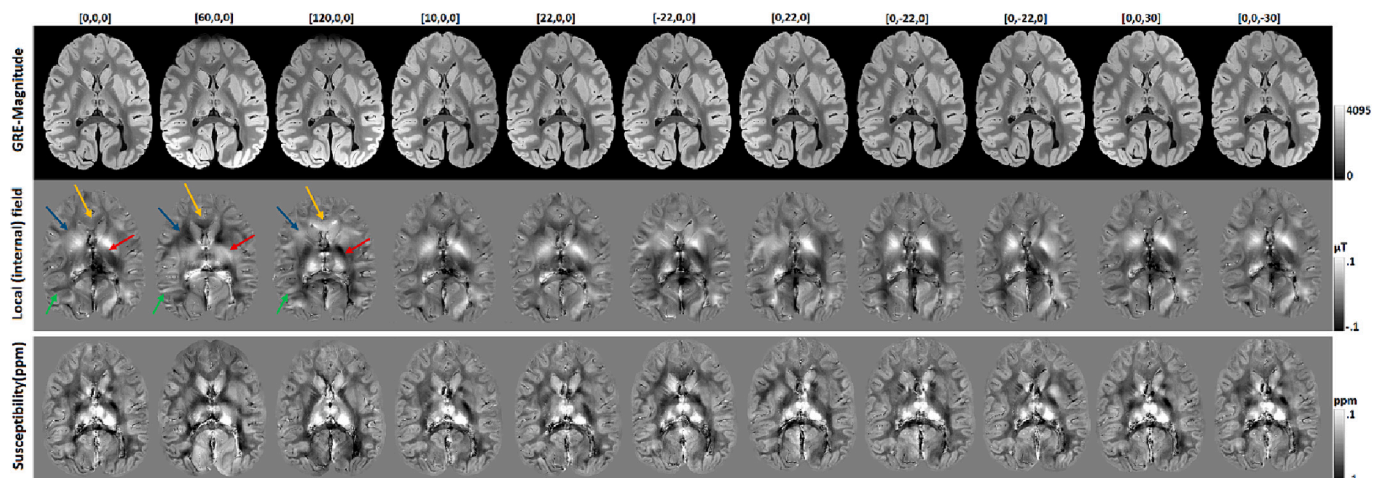 [0,0,0] [60,0,0] [120,0,0] [10,0,0] [22,0,0] [-22,0,0] [0,22,0] [0,-22,0] [0,-22,0] [0,0,30] [0,0,-30]
GRE-Magnitude
4095
0
Local (internal) field
µT
.1
-.1
Susceptibility(ppm)
ppm
.1
-.1